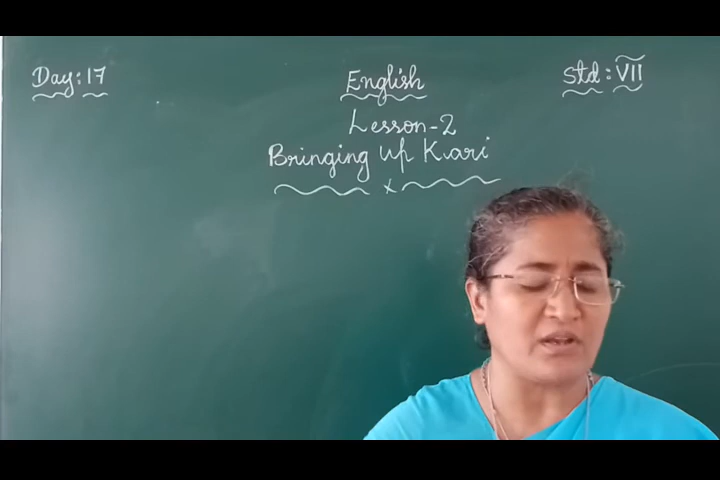 Day: 17
English
Std: VII
Lesson-2
Bringing up Kari
x